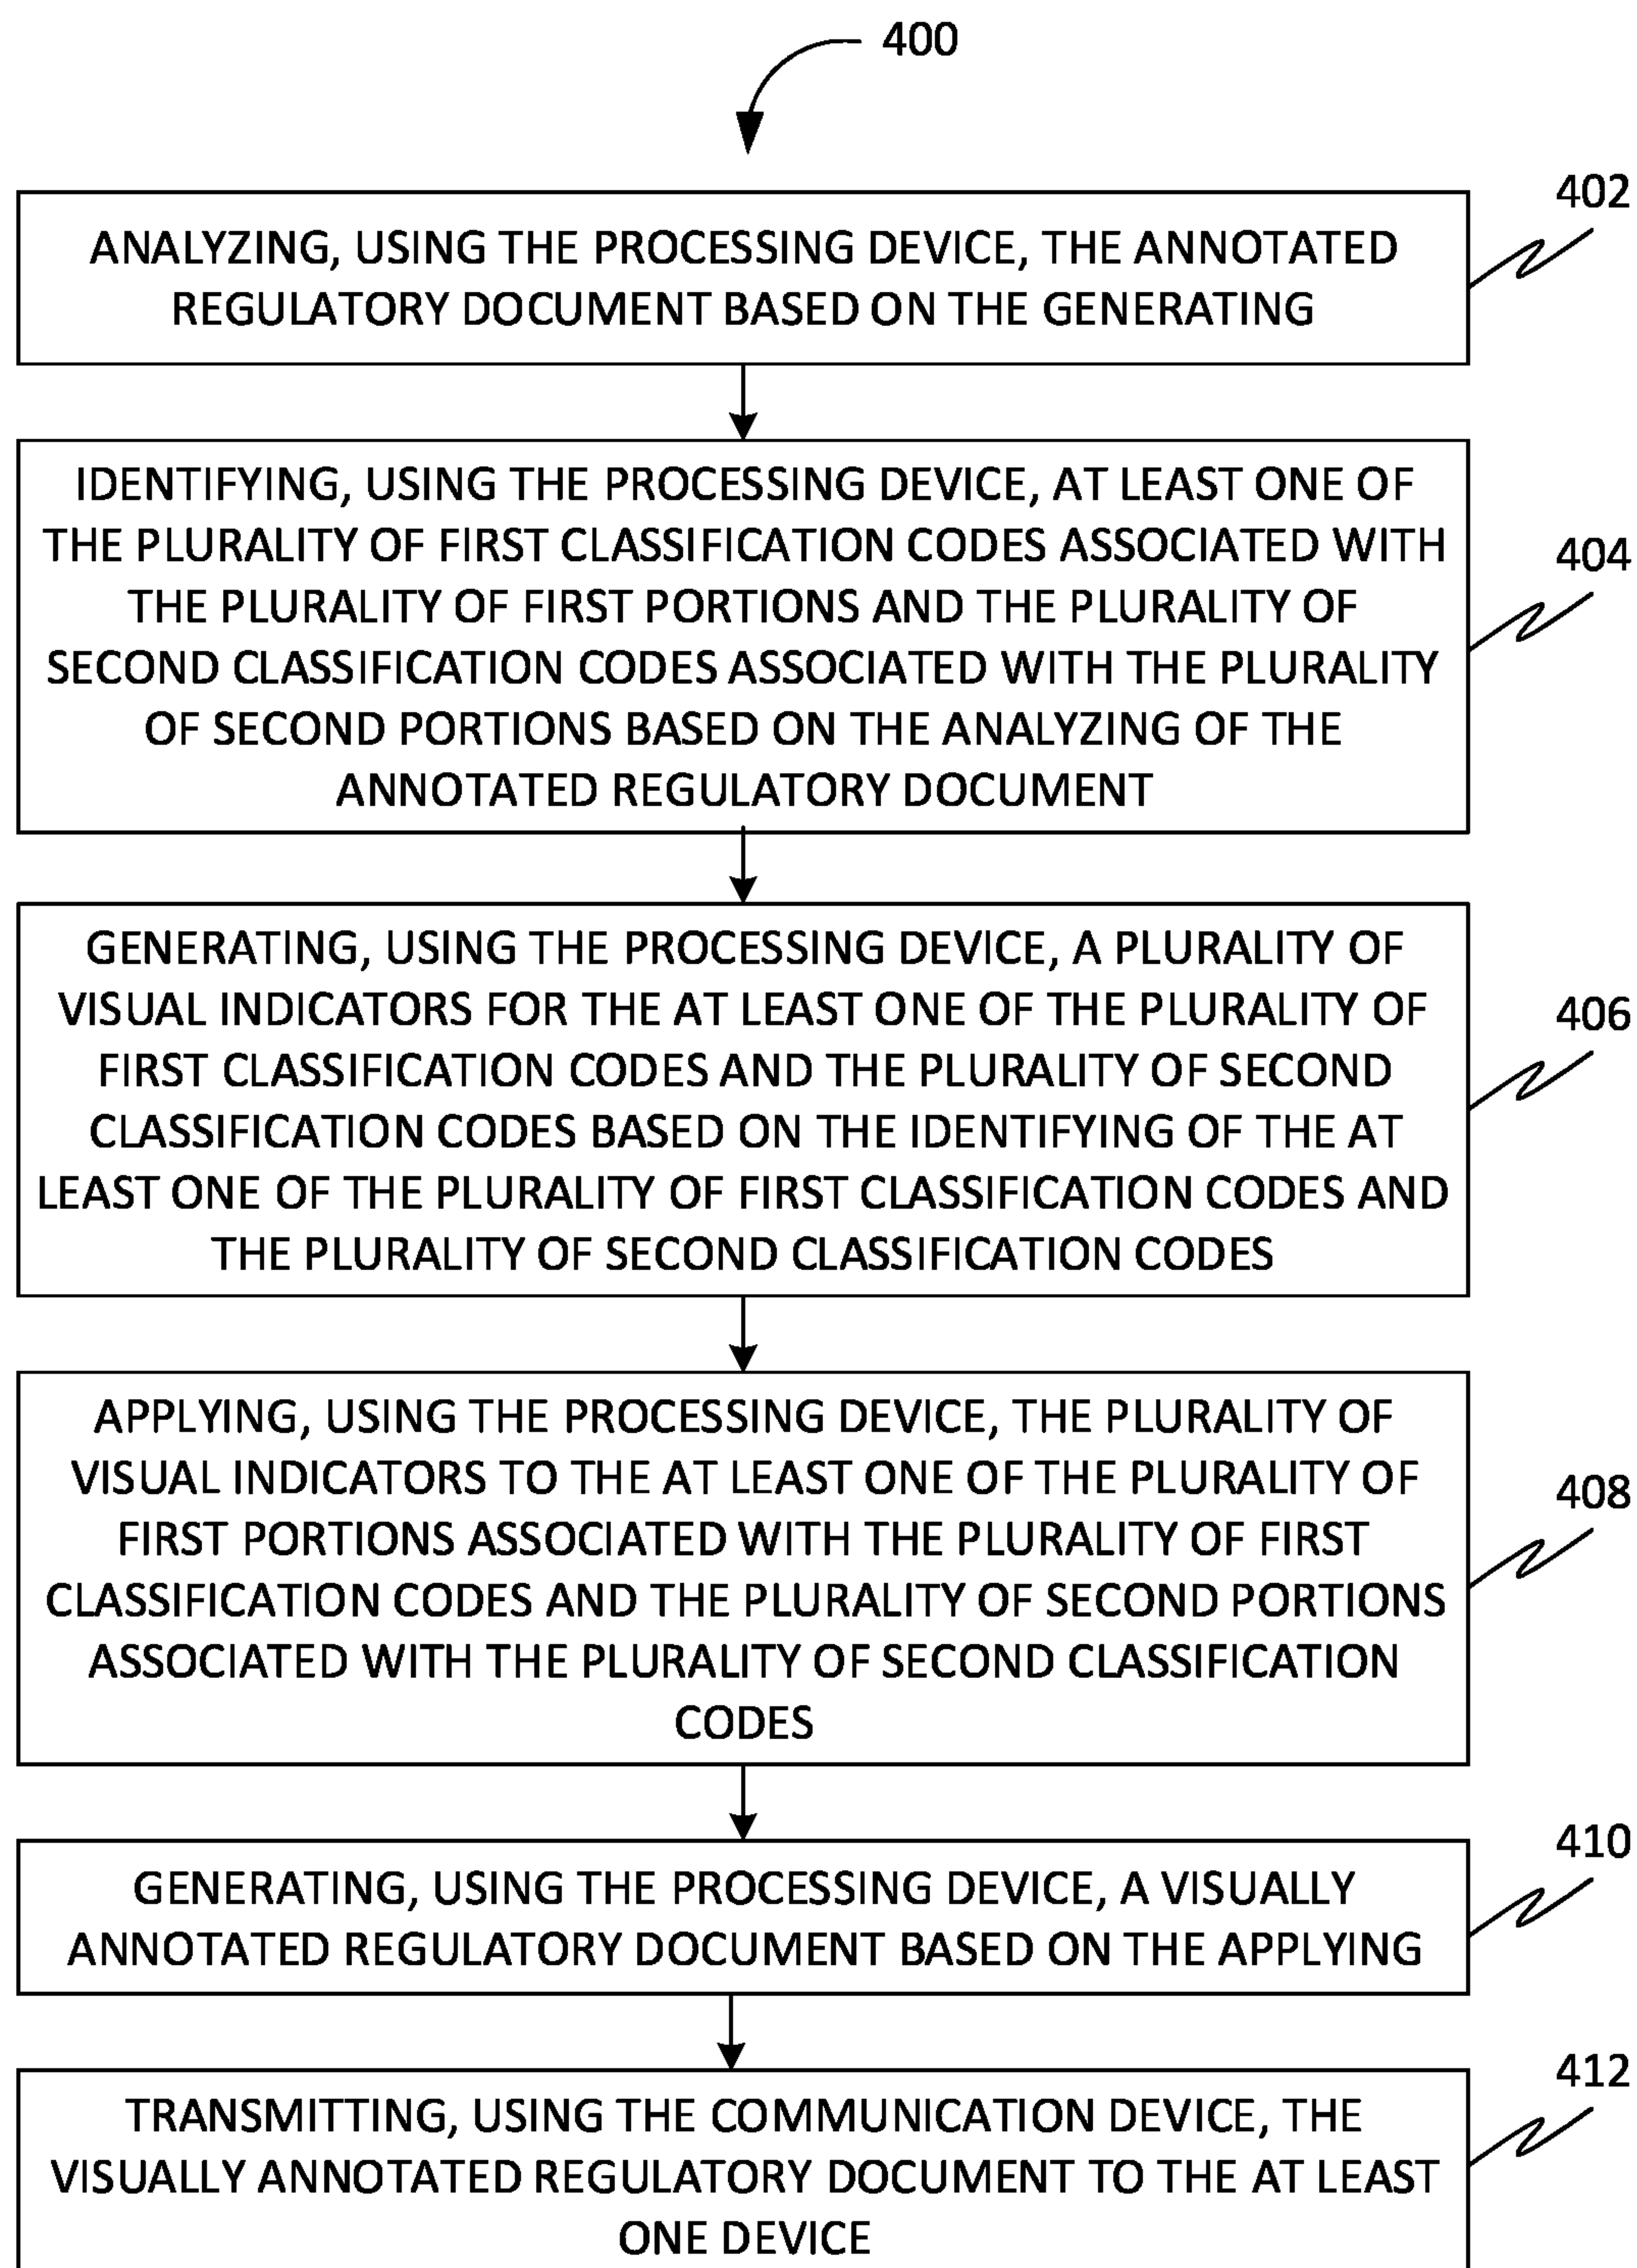 400
402
ANALYZING, USING THE PROCESSING DEVICE, THE ANNOTATED
REGULATORY DOCUMENT BASED ON THE GENERATING
IDENTIFYING, USING THE PROCESSING DEVICE, AT LEAST ONE OF
THE PLURALITY OF FIRST CLASSIFICATION CODES ASSOCIATED WITH
404
THE PLURALITY OF FIRST PORTIONS AND THE PLURALITY OF
SECOND CLASSIFICATION CODES ASSOCIATED WITH THE PLURALITY
OF SECOND PORTIONS BASED ON THE ANALYZING OF THE
ANNOTATED REGULATORY DOCUMENT
GENERATING, USING THE PROCESSING DEVICE, A PLURALITY OF
VISUAL INDICATORS FOR THE AT LEAST ONE OF THE PLURALITY OF
406
FIRST CLASSIFICATION CODES AND THE PLURALITY OF SECOND
CLASSIFICATION CODES BASED ON THE IDENTIFYING OF THE AT
LEAST ONE OF THE PLURALITY OF FIRST CLASSIFICATION CODES AND
THE PLURALITY OF SECOND CLASSIFICATION CODES
APPLYING, USING THE PROCESSING DEVICE, THE PLURALITY OF
VISUAL INDICATORS TO THE AT LEAST ONE OF THE PLURALITY OF
408
FIRST PORTIONS ASSOCIATED WITH THE PLURALITY OF FIRST
CLASSIFICATION CODES AND THE PLURALITY OF SECOND PORTIONS
ASSOCIATED WITH THE PLURALITY OF SECOND CLASSIFICATION
CODES
410
GENERATING, USING THE PROCESSING DEVICE, A VISUALLY
ANNOTATED REGULATORY DOCUMENT BASED ON THE APPLYING
412
TRANSMITTING, USING THE COMMUNICATION DEVICE, THE
VISUALLY ANNOTATED REGULATORY DOCUMENT TO THE AT LEAST
ONE DEVICE